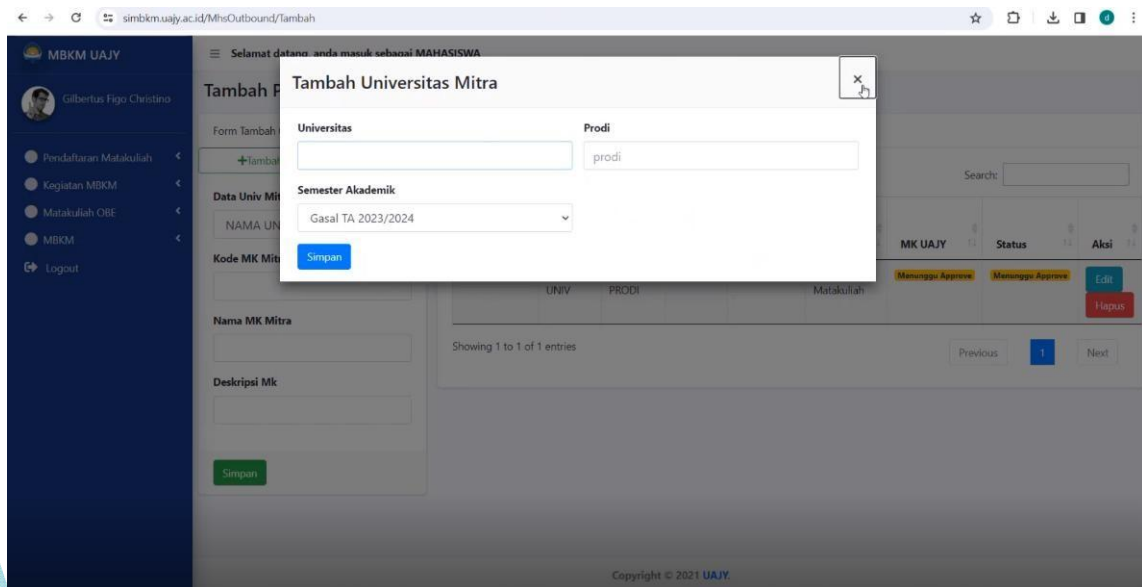 simbkm.uajy.ac.id/MhsOutbound/Tambah
MBKM UAJY
Selamat datang, anda masuk sebagai MAHASISWA
Gilbertus Figo Christino
Pendaftaran Matakuliah
Kegiatan MBKM
Matakuliah OBE
MBKM
Logout
Tambah P
Form Tambah
+Tambah
Data Univ Mit
NAMA UN
Kode MK Mit
Nama MK Mitra
Deskripsi Mk
Simpan
Tambah Universitas Mitra
×
Universitas
Prodi
prodi
Semester Akademik
Gasal TA 2023/2024
Simpan
Search:
MK UAJY
Status
Aksi
UNIV
PRODI
Matakuliah
Menunggu Approve
Menunggu Approve
Edit
Hapus
Showing 1 to 1 of 1 entries
Previous
1
Next
Copyright © 2021 UAJY.